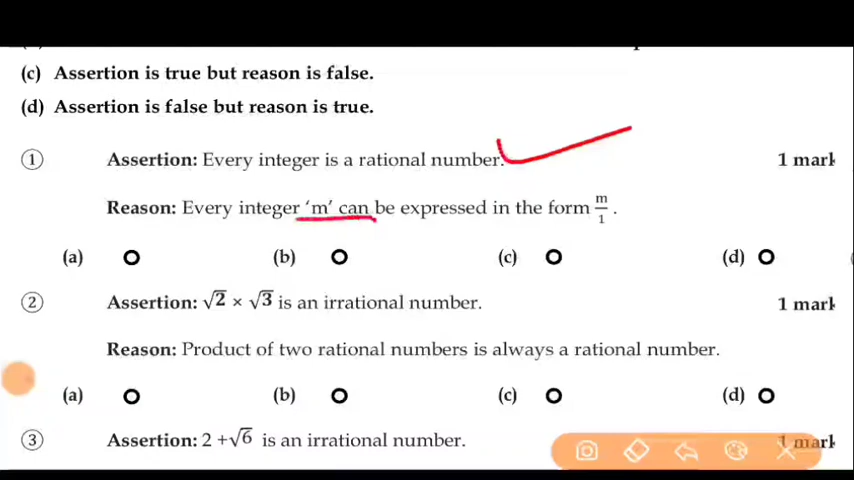 (c) Assertion is true but reason is false.
(d) Assertion is false but reason is true.
① Assertion: Every integer is a rational number. 1 mark
Reason: Every integer 'm' can be expressed in the form m/1 .
(a) (b) (c) (d)
② Assertion: √2 × √3 is an irrational number. 1 mark
Reason: Product of two rational numbers is always a rational number.
(a) (b) (c) (d)
③ Assertion: 2 +√6 is an irrational number. 1 mark